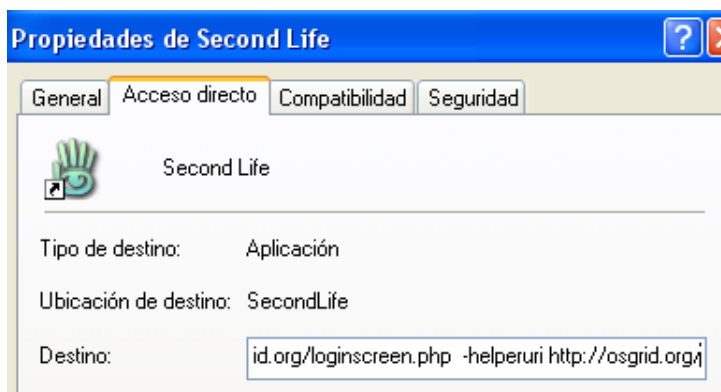 Propiedades de Second Life
General Acceso directo Compatibilidad Seguridad
Second Life
Tipo de destino: Aplicación
Ubicación de destino: SecondLife
Destino: id.org/loginscreen.php -helperuri http://osgrid.org/